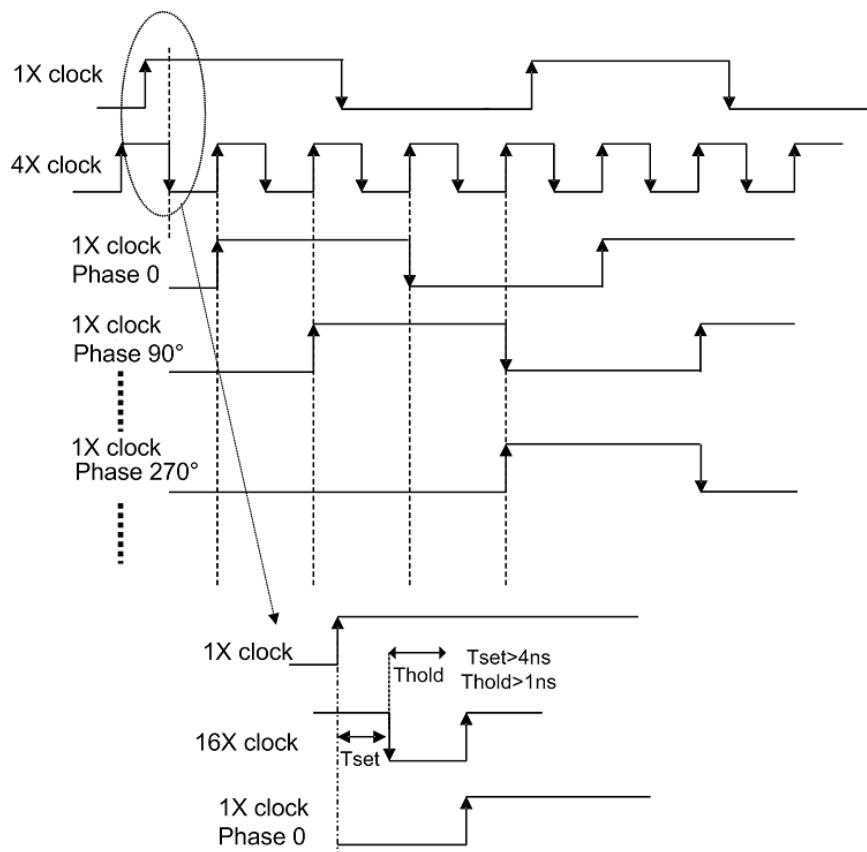 1X clock
4X clock
1X clock
Phase 0
1X clock
Phase 90°
1X clock
Phase 270°
1X clock
Thold
Tset>4ns
Thold>1ns
16X clock
Tset
1X clock
Phase 0